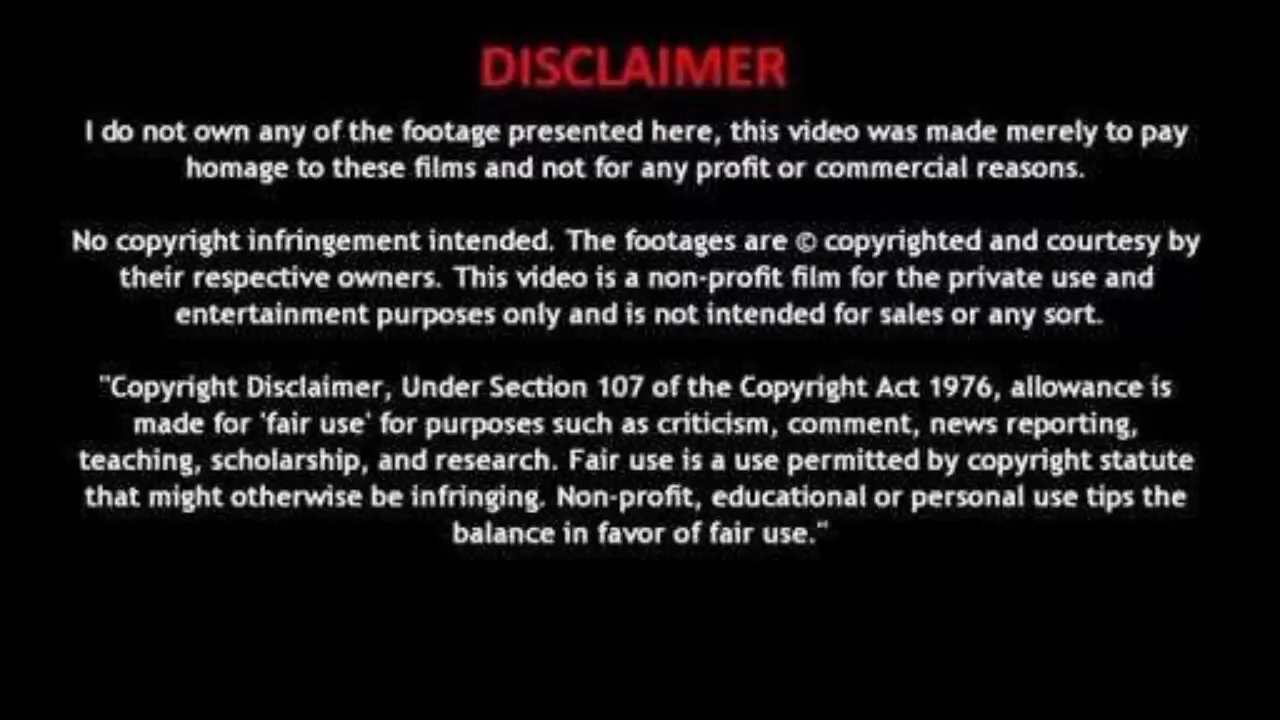 DISCLAIMER
I do not own any of the footage presented here, this video was made merely to pay
homage to these films and not for any profit or commercial reasons.
No copyright infringement intended. The footages are © copyrighted and courtesy by
their respective owners. This video is a non-profit film for the private use and
entertainment purposes only and is not intended for sales or any sort.
"Copyright Disclaimer, Under Section 107 of the Copyright Act 1976, allowance is
made for 'fair use' for purposes such as criticism, comment, news reporting,
teaching, scholarship, and research. Fair use is a use permitted by copyright statute
that might otherwise be infringing. Non-profit, educational or personal use tips the
balance in favor of fair use."